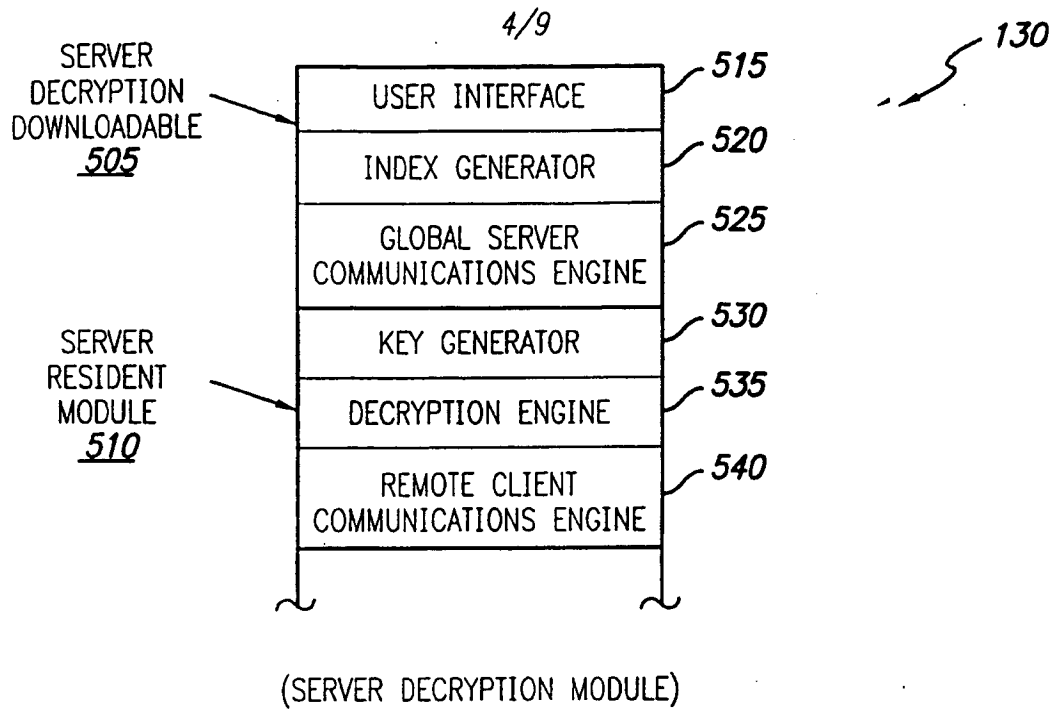 4/9
130
SERVER
DECRYPTION
DOWNLOADABLE
505
USER INTERFACE
515
INDEX GENERATOR
520
GLOBAL SERVER
COMMUNICATIONS ENGINE
525
SERVER
RESIDENT
MODULE
510
KEY GENERATOR
530
DECRYPTION ENGINE
535
REMOTE CLIENT
COMMUNICATIONS ENGINE
540
(SERVER DECRYPTION MODULE)